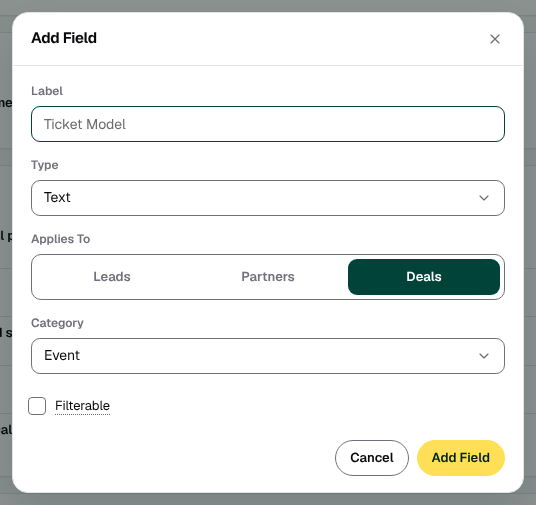 Add Field
Label
Ticket Model
Type
Text
Applies To
Leads
Partners
Deals
Category
Event
Filterable
Cancel
Add Field